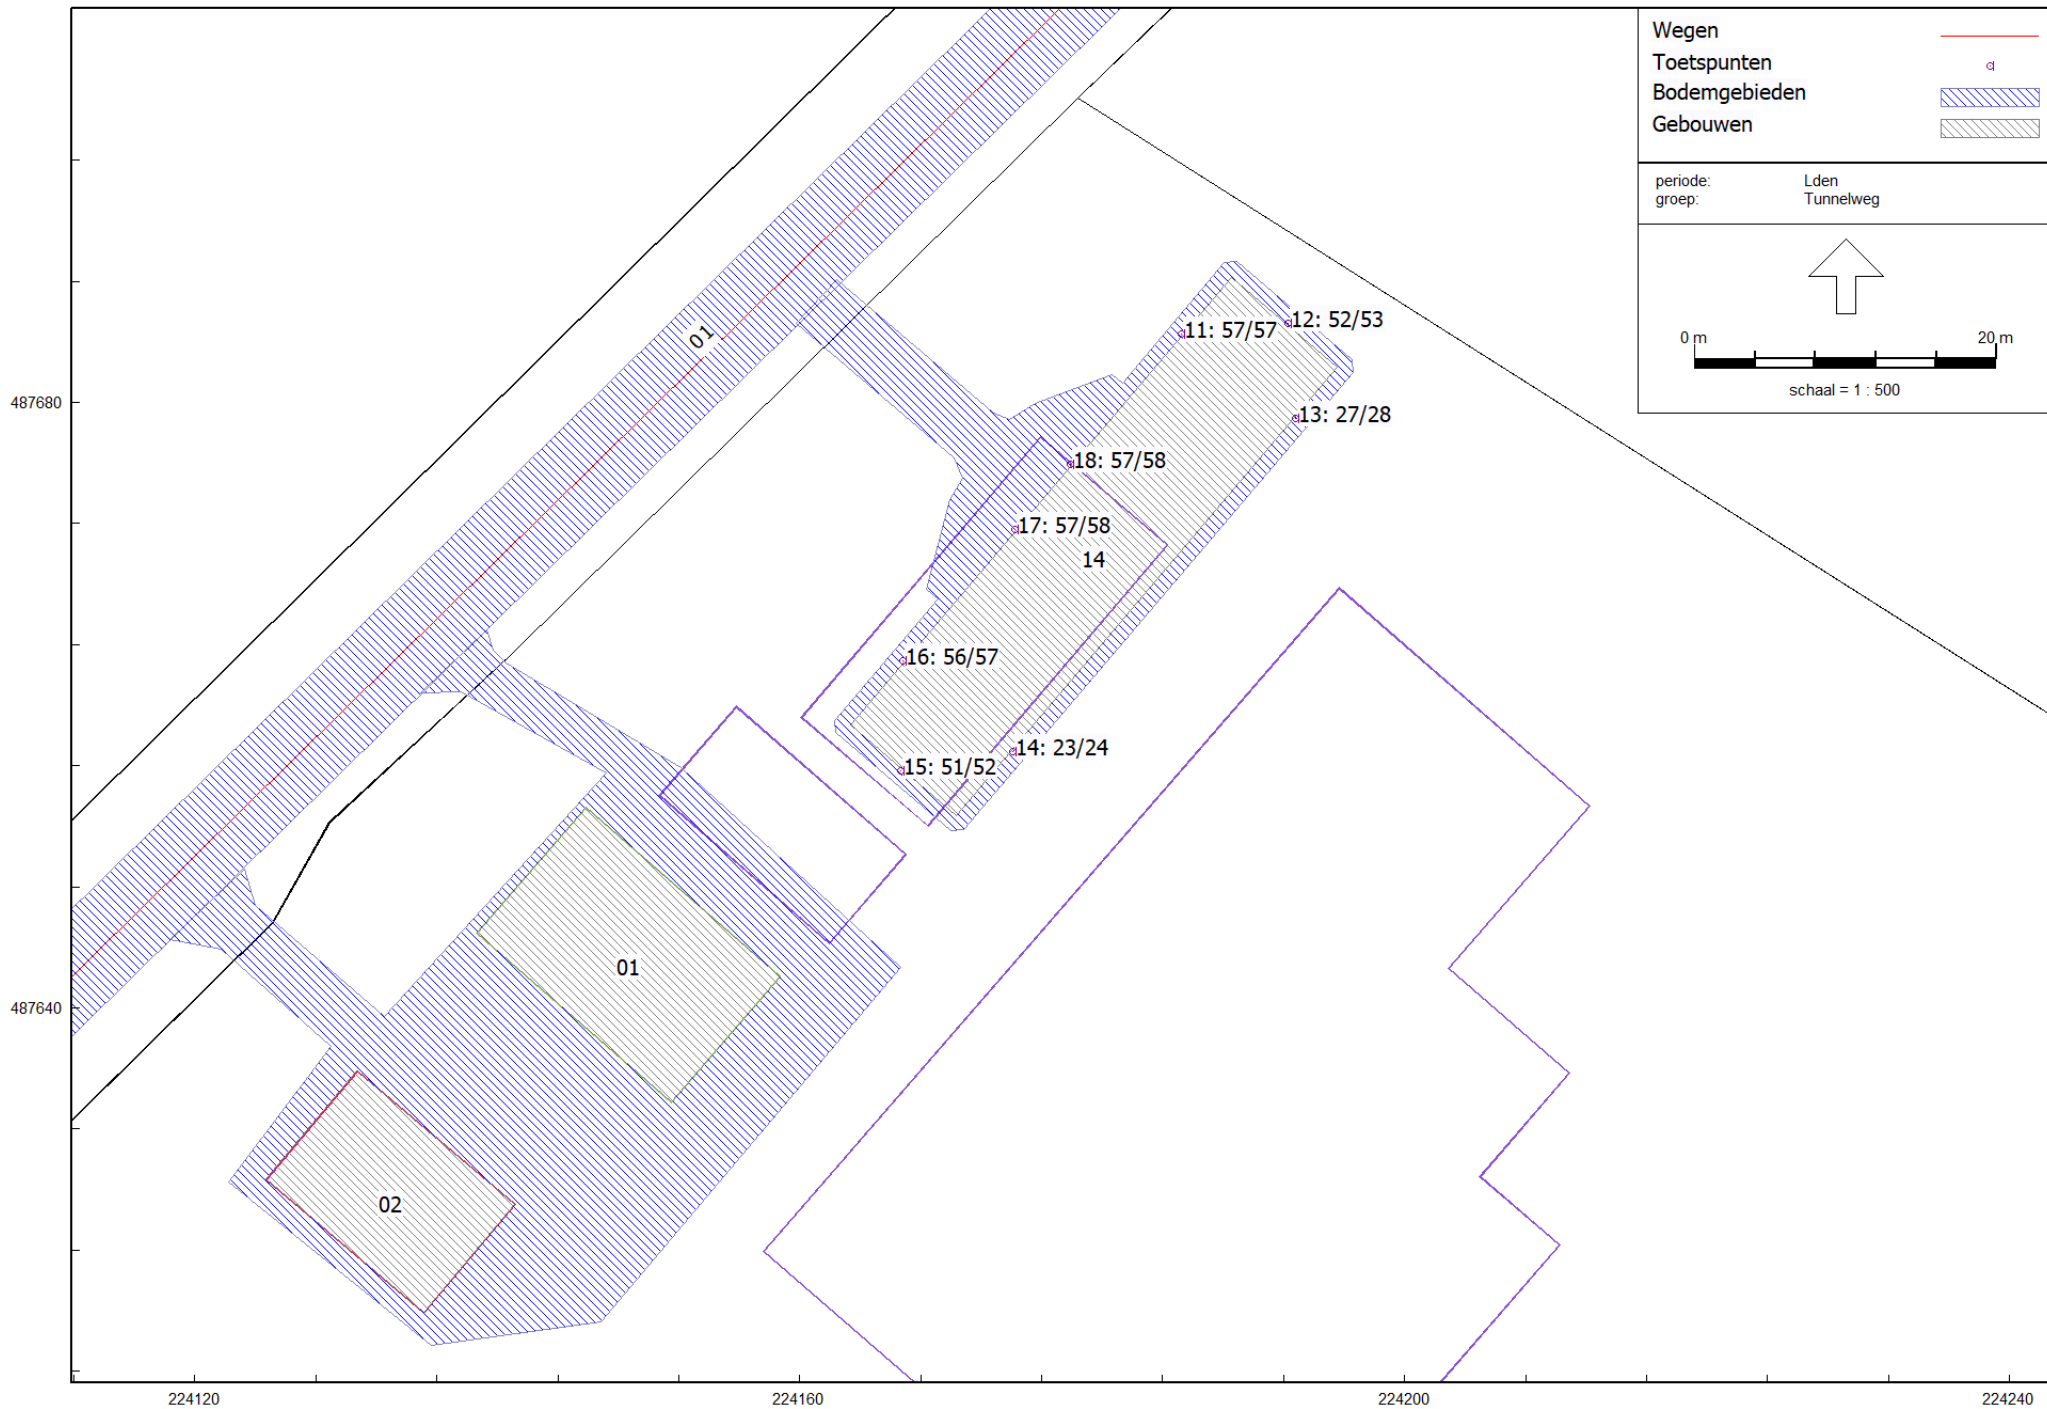 Wegen
Toetspunten
Bodemgebieden
Gebouwen
periode: Lden
groep: Tunnelweg
0 m 20 m
schaal = 1 : 500
01
11: 57/57
12: 52/53
13: 27/28
18: 57/58
17: 57/58
14
16: 56/57
14: 23/24
15: 51/52
01
02
487680
487640
224120 224160 224200 224240